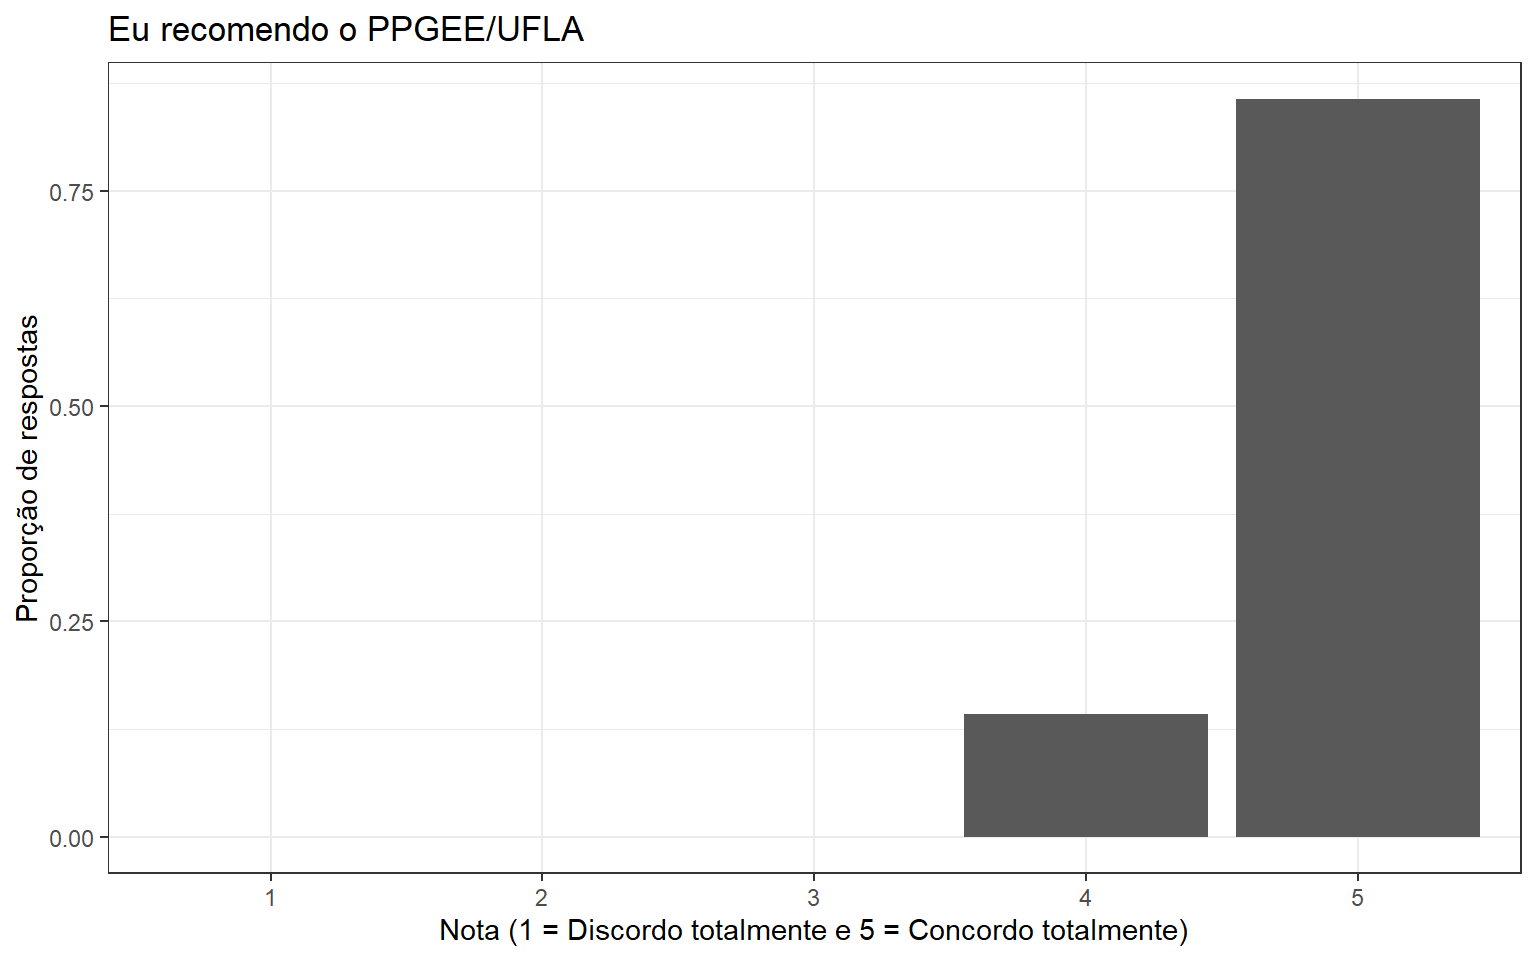 Eu recomendo o PPGEE/UFLA
Proporção de respostas
0.75
0.50
0.25
0.00
1 2 3 4 5
Nota (1 = Discordo totalmente e 5 = Concordo totalmente)